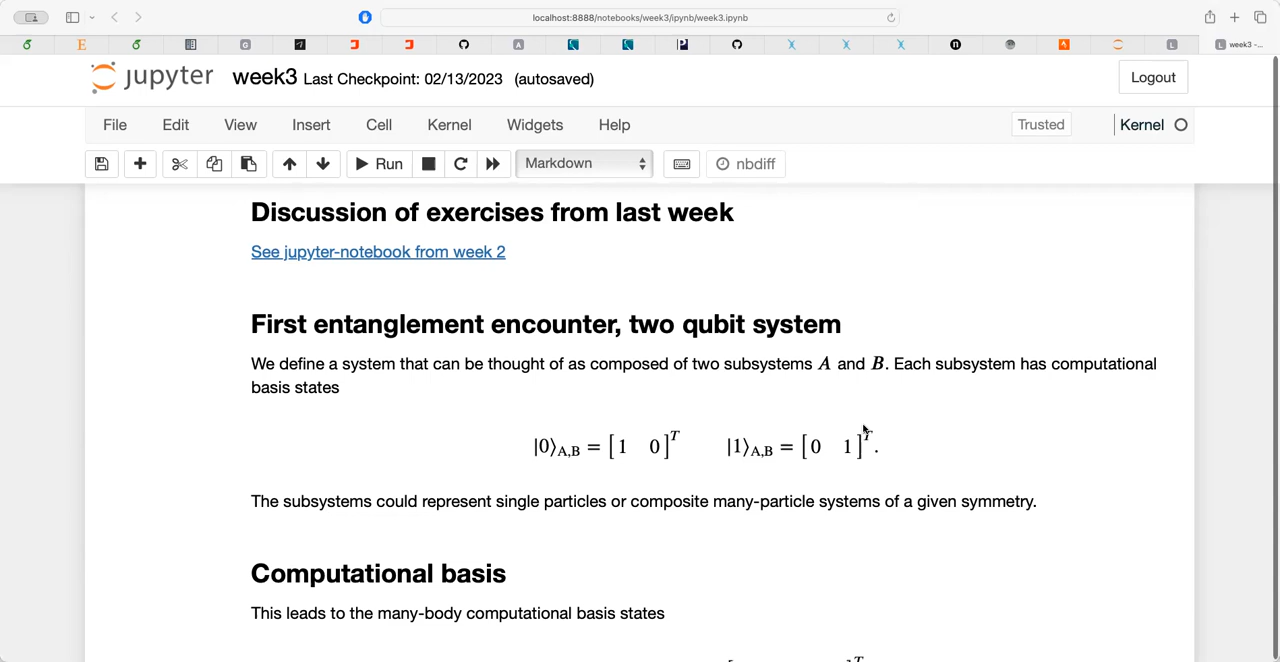 localhost:8888/notebooks/week3/ipynb/week3.ipynb
week3 -...
jupyter week3 Last Checkpoint: 02/13/2023 (autosaved)
Logout
File Edit View Insert Cell Kernel Widgets Help
Trusted
Kernel
Run
Markdown
nbdiff
Discussion of exercises from last week
See jupyter-notebook from week 2
First entanglement encounter, two qubit system
We define a system that can be thought of as composed of two subsystems A and B. Each subsystem has computational
basis states
|0⟩A,B = [1 0]^T |1⟩A,B = [0 1]^T.
The subsystems could represent single particles or composite many-particle systems of a given symmetry.
Computational basis
This leads to the many-body computational basis states